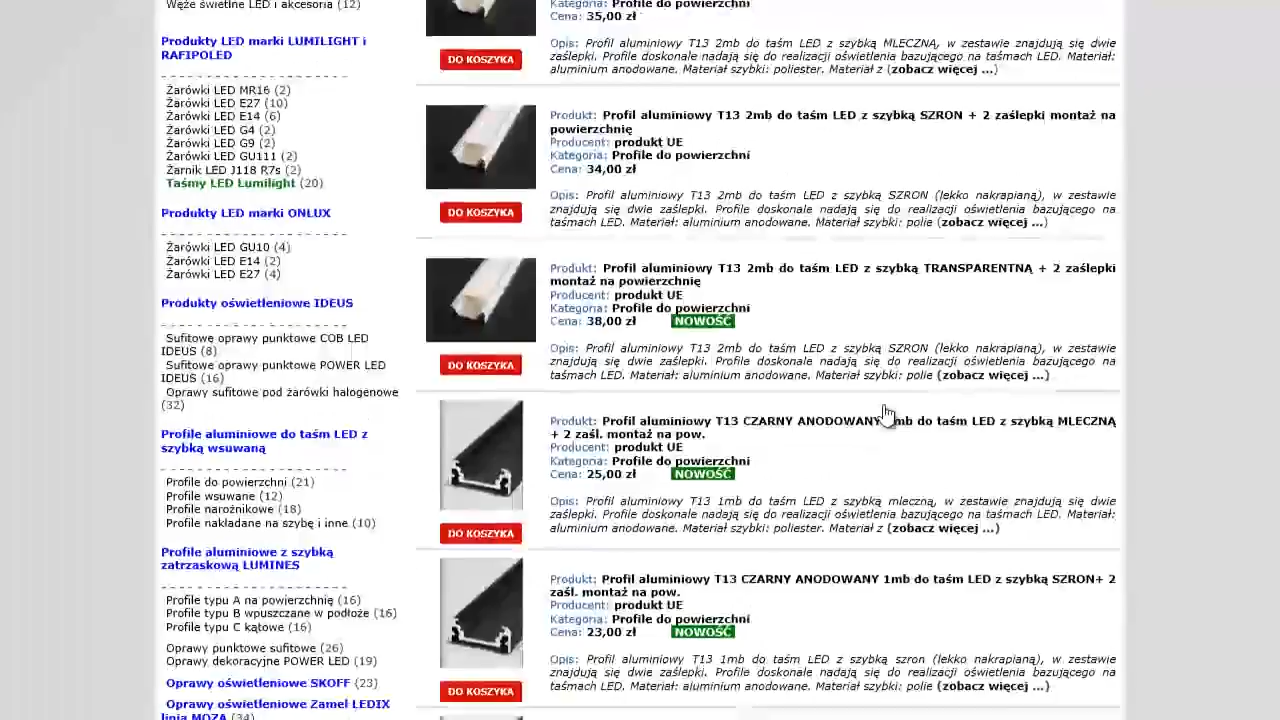 Węże świetlne LED i akcesoria (12)
Produkty LED marki LUMILIGHT i
RAFIPOLED
Żarówki LED MR16 (2)
Żarówki LED E27 (10)
Żarówki LED E14 (6)
Żarówki LED G4 (2)
Żarówki LED G9 (2)
Żarówki LED GU111 (2)
Żarnik LED J118 R7s (2)
Taśmy LED Lumilight (20)
Produkty LED marki ONLUX
Żarówki LED GU10 (4)
Żarówki LED E14 (2)
Żarówki LED E27 (4)
Produkty oświetleniowe IDEUS
Sufitowe oprawy punktowe COB LED
IDEUS (8)
Sufitowe oprawy punktowe POWER LED
IDEUS (16)
Oprawy sufitowe pod żarówki halogenowe
(32)
Profile aluminiowe do taśm LED z
szybką wsuwaną
Profile do powierzchni (21)
Profile wsuwane (12)
Profile narożnikowe (18)
Profile nakładane na szybę i inne (10)
Profile aluminiowe z szybką
zatrzaskową LUMINES
Profile typu A na powierzchnię (16)
Profile typu B wpuszczane w podłoże (16)
Profile typu C kątowe (16)
Oprawy punktowe sufitowe (26)
Oprawy dekoracyjne POWER LED (19)
Oprawy oświetleniowe SKOFF (23)
Oprawy oświetleniowe Zamel LEDIX
linia MOZA (34)
Kategoria: Profile do powierzchni
Cena: 35,00 zł
DO KOSZYKA
Opis: Profil aluminiowy T13 2mb do taśm LED z szybką MLECZNĄ, w zestawie znajdują się dwie
zaślepki. Profile doskonale nadają się do realizacji oświetlenia bazującego na taśmach LED. Materiał:
aluminium anodowane. Materiał szybki: poliester. Materiał z (zobacz więcej ...)
Produkt: Profil aluminiowy T13 2mb do taśm LED z szybką SZRON + 2 zaślepki montaż na
powierzchnię
Producent: produkt UE
Kategoria: Profile do powierzchni
Cena: 34,00 zł
DO KOSZYKA
Opis: Profil aluminiowy T13 2mb do taśm LED z szybką SZRON (lekko nakrapianą), w zestawie
znajdują się dwie zaślepki. Profile doskonale nadają się do realizacji oświetlenia bazującego na
taśmach LED. Materiał: aluminium anodowane. Materiał szybki: polie (zobacz więcej ...)
Produkt: Profil aluminiowy T13 2mb do taśm LED z szybką TRANSPARENTNĄ + 2 zaślepki
montaż na powierzchnię
Producent: produkt UE
Kategoria: Profile do powierzchni
Cena: 38,00 zł NOWOŚĆ
DO KOSZYKA
Opis: Profil aluminiowy T13 2mb do taśm LED z szybką SZRON (lekko nakrapianą), w zestawie
znajdują się dwie zaślepki. Profile doskonale nadają się do realizacji oświetlenia bazującego na
taśmach LED. Materiał: aluminium anodowane. Materiał szybki: polie (zobacz więcej ...)
Produkt: Profil aluminiowy T13 CZARNY ANODOWANY mb do taśm LED z szybką MLECZNĄ
+ 2 zaśl. montaż na pow.
Producent: produkt UE
Kategoria: Profile do powierzchni
Cena: 25,00 zł NOWOŚĆ
DO KOSZYKA
Opis: Profil aluminiowy T13 1mb do taśm LED z szybką mleczną, w zestawie znajdują się dwie
zaślepki. Profile doskonale nadają się do realizacji oświetlenia bazującego na taśmach LED. Materiał:
aluminium anodowane. Materiał szybki: poliester. Materiał z (zobacz więcej ...)
Produkt: Profil aluminiowy T13 CZARNY ANODOWANY 1mb do taśm LED z szybką SZRON+ 2
zaśl. montaż na pow.
Producent: produkt UE
Kategoria: Profile do powierzchni
Cena: 23,00 zł NOWOŚĆ
DO KOSZYKA
Opis: Profil aluminiowy T13 1mb do taśm LED z szybką szron (lekko nakrapianą), w zestawie
znajdują się dwie zaślepki. Profile doskonale nadają się do realizacji oświetlenia bazującego na
taśmach LED. Materiał: aluminium anodowane. Materiał szybki: polie (zobacz więcej ...)